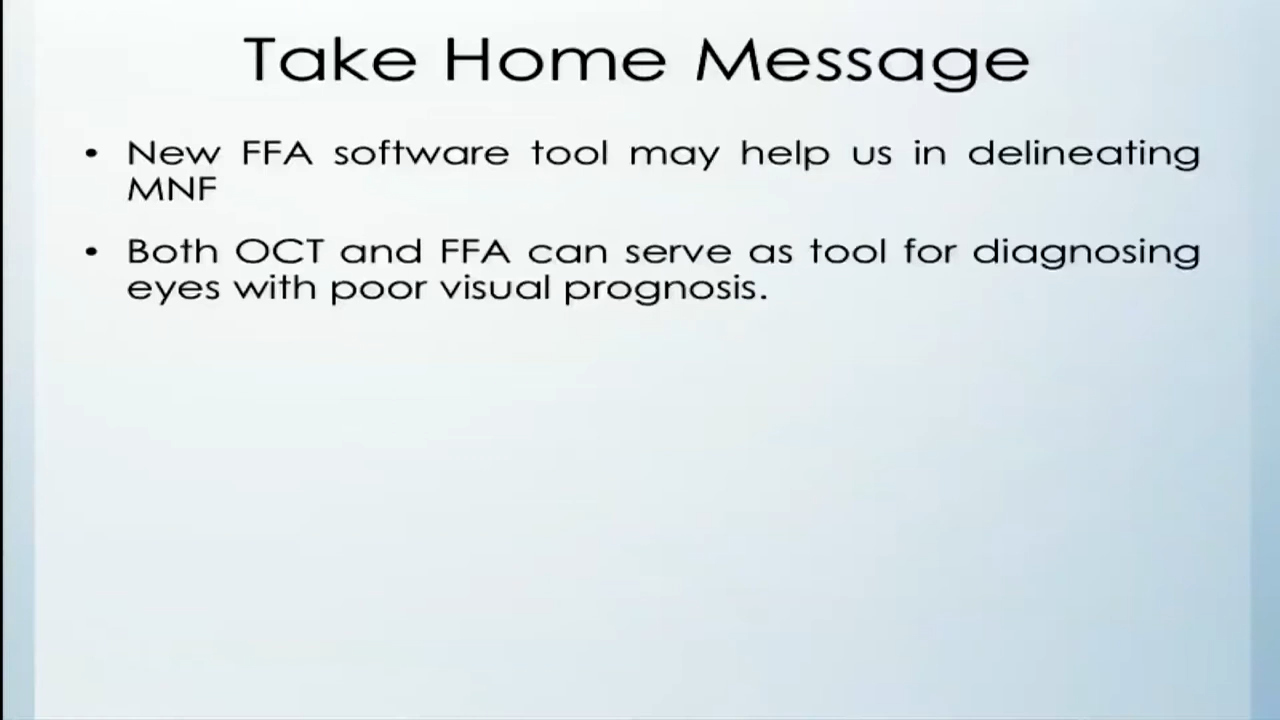 Take Home Message
• New FFA software tool may help us in delineating
MNF
• Both OCT and FFA can serve as tool for diagnosing
eyes with poor visual prognosis.